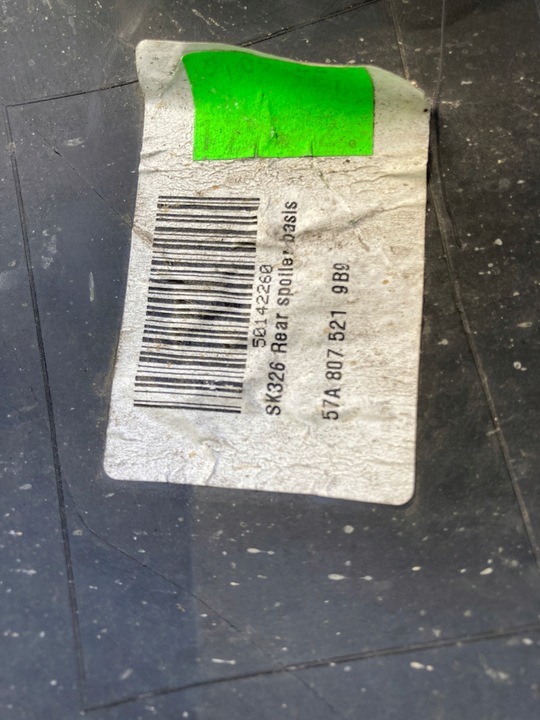 50142260
SK326 Rear spoiler basis
57A 807 521 9B9